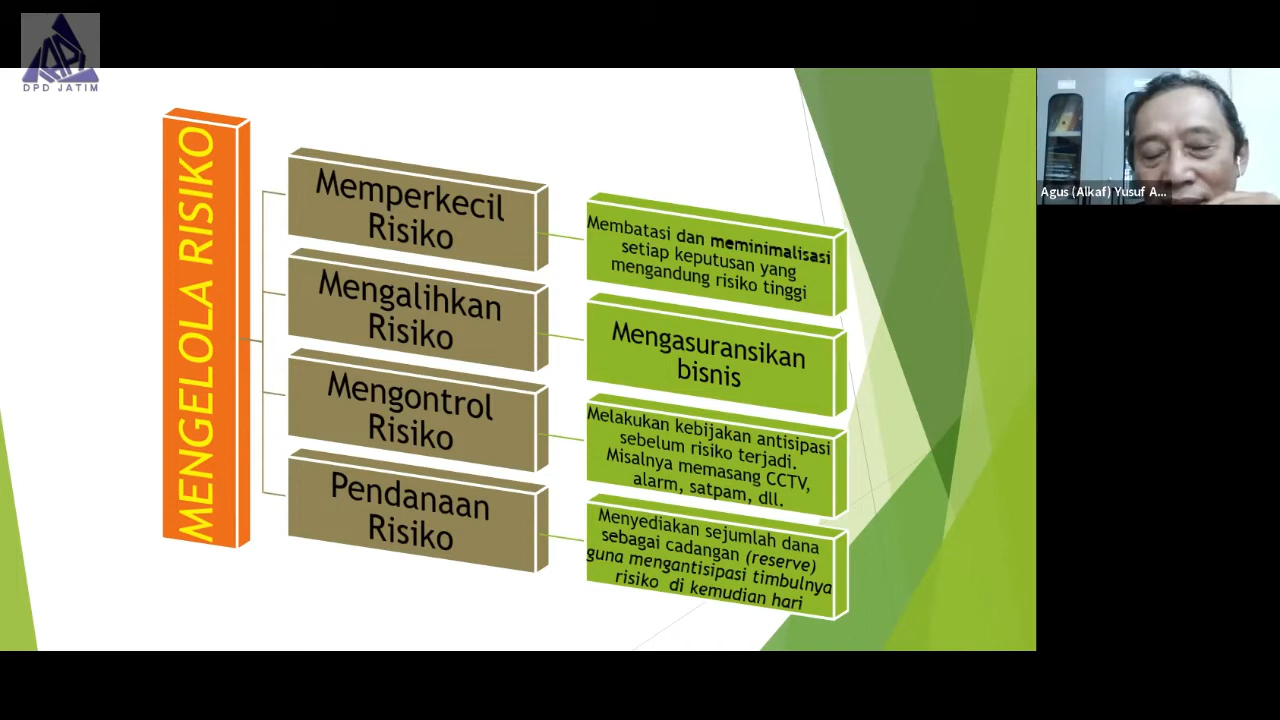 IAPI
DPD JATIM
MENGELOLA RISIKO
Memperkecil
Risiko
Membatasi dan meminimalisasi
setiap keputusan yang
mengandung risiko tinggi
Mengalihkan
Risiko
Mengasuransikan
bisnis
Mengontrol
Risiko
Melakukan kebijakan antisipasi
sebelum risiko terjadi.
Misalnya memasang CCTV,
alarm, satpam, dll.
Pendanaan
Risiko
Menyediakan sejumlah dana
sebagai cadangan (reserve)
guna mengantisipasi timbulnya
risiko di kemudian hari
Agus (Alkaf) Yusuf A...